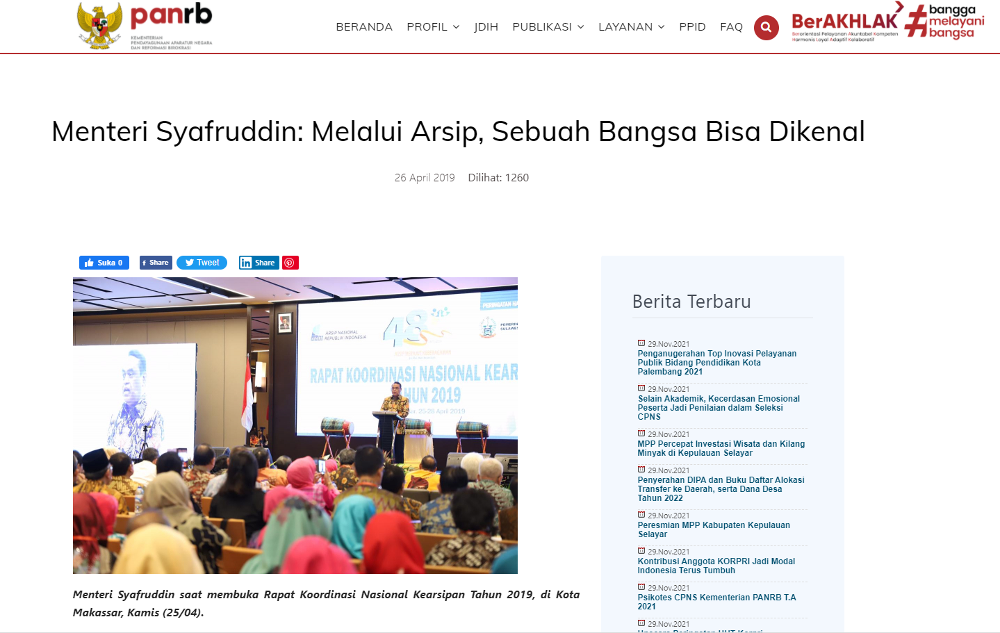 panrb
KEMENTERIAN
PENDAYAGUNAAN APARATUR NEGARA
DAN REFORMASI BIROKRASI
BERANDA PROFIL JDIH PUBLIKASI LAYANAN PPID FAQ
BerAKHLAK
Berorientasi Pelayanan Akuntabel Kompeten
Harmonis Loyal Adaptif Kolaboratif
#bangga
melayani
bangsa
Menteri Syafruddin: Melalui Arsip, Sebuah Bangsa Bisa Dikenal
26 April 2019 Dilihat: 1260
Suka 0 f Share Tweet in Share
PERINGATAN HA
ARSIP NASIONAL
REPUBLIK INDONESIA
48
PEMERIN
SULAWES
RAPAT KOORDINASI NASIONAL KEAR
HUN 2019
25-28 April 2019
Menteri Syafruddin saat membuka Rapat Koordinasi Nasional Kearsipan Tahun 2019, di Kota
Makassar, Kamis (25/04).
Berita Terbaru
29.Nov.2021
Penganugerahan Top Inovasi Pelayanan
Publik Bidang Pendidikan Kota
Palembang 2021
29.Nov.2021
Selain Akademik, Kecerdasan Emosional
Peserta Jadi Penilaian dalam Seleksi
CPNS
29.Nov.2021
MPP Percepat Investasi Wisata dan Kilang
Minyak di Kepulauan Selayar
29.Nov.2021
Penyerahan DIPA dan Buku Daftar Alokasi
Transfer ke Daerah, serta Dana Desa
Tahun 2022
29.Nov.2021
Peresmian MPP Kabupaten Kepulauan
Selayar
29.Nov.2021
Kontribusi Anggota KORPRI Jadi Modal
Indonesia Terus Tumbuh
29.Nov.2021
Psikotes CPNS Kementerian PANRB T.A
2021
29.Nov.2021
Upacara Peringatan HUT Korpri